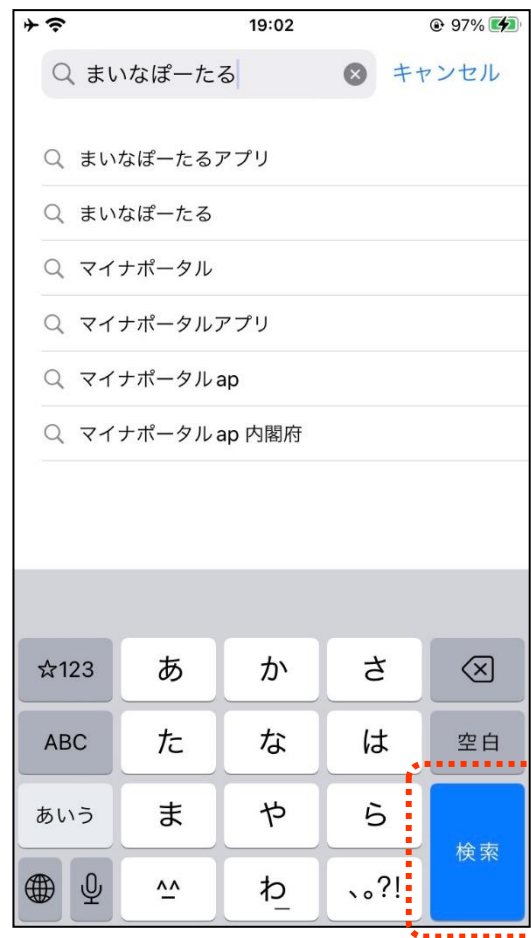 19:02 97%
まいなぽーたる キャンセル
まいなぽーたるアプリ
まいなぽーたる
マイナポータル
マイナポータルアプリ
マイナポータル ap
マイナポータル ap 内閣府
☆123 あ か さ
ABC た な は 空白
あいう ま や ら 検索
^^ わ 、。?!